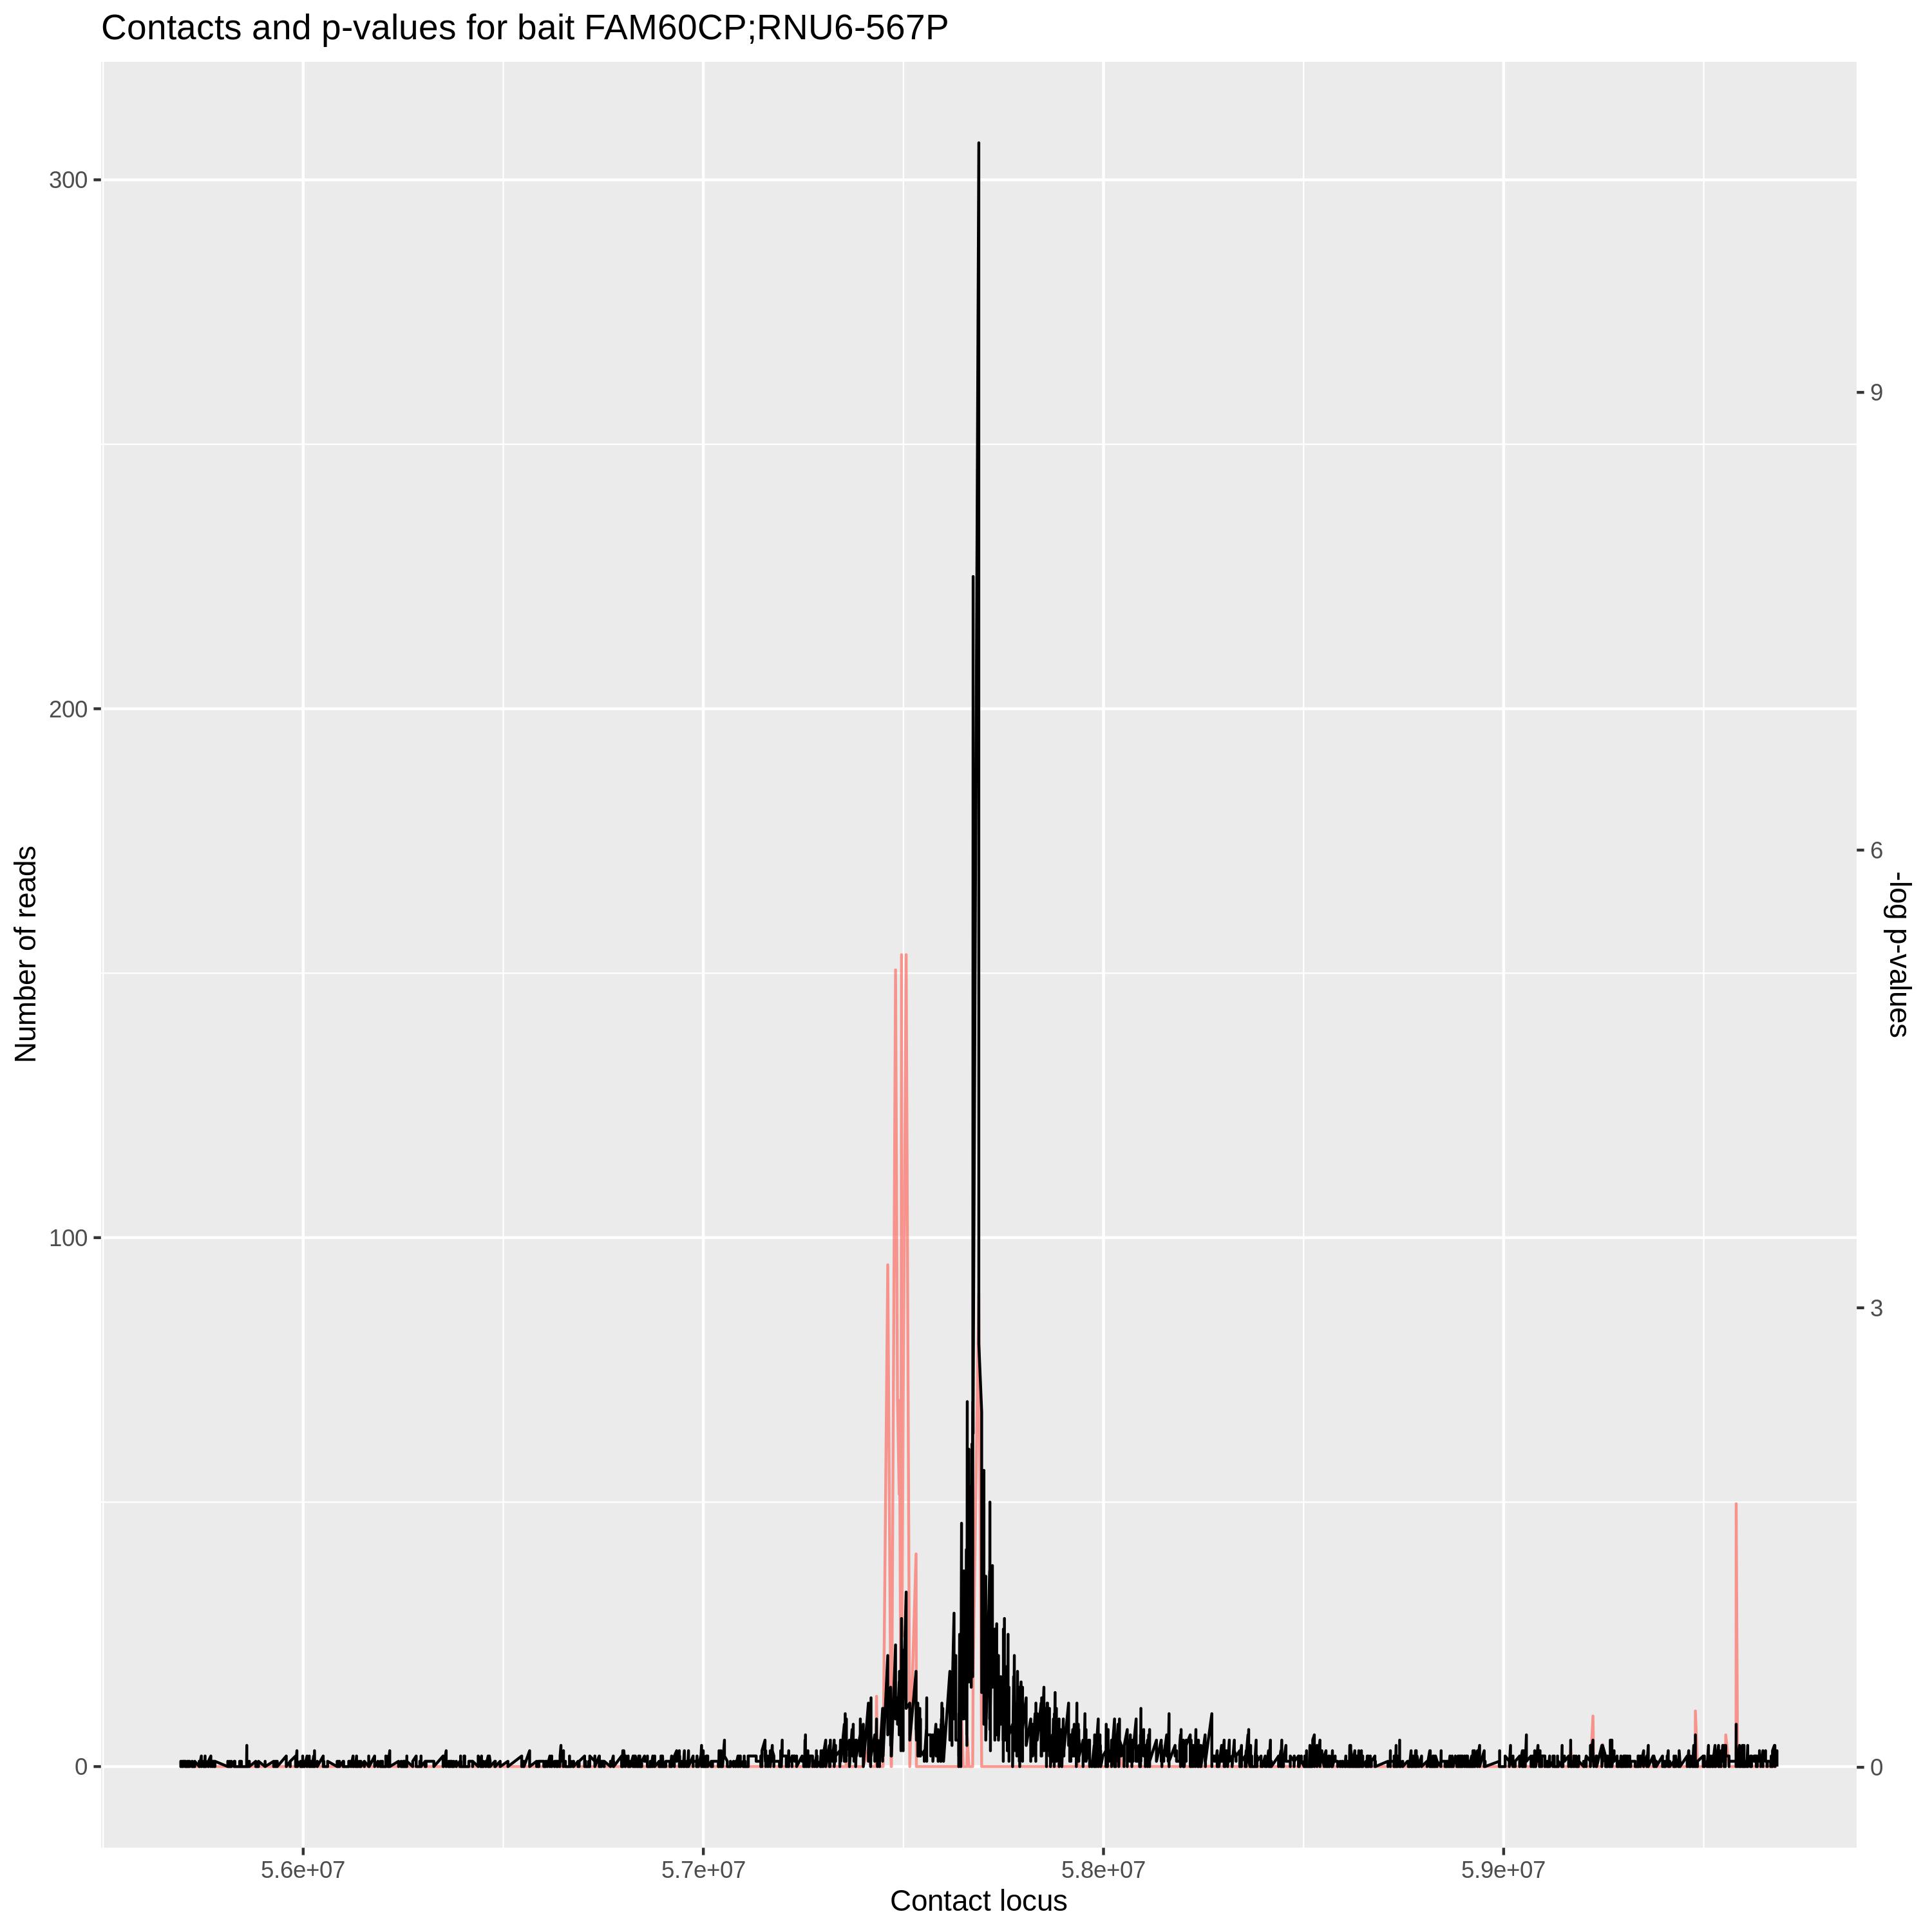 Contacts and p-values for bait FAM60CP;RNU6-567P
300
200
100
0
9
6
3
0
Number of reads
-log p-values
5.6e+07
5.7e+07
5.8e+07
5.9e+07
Contact locus